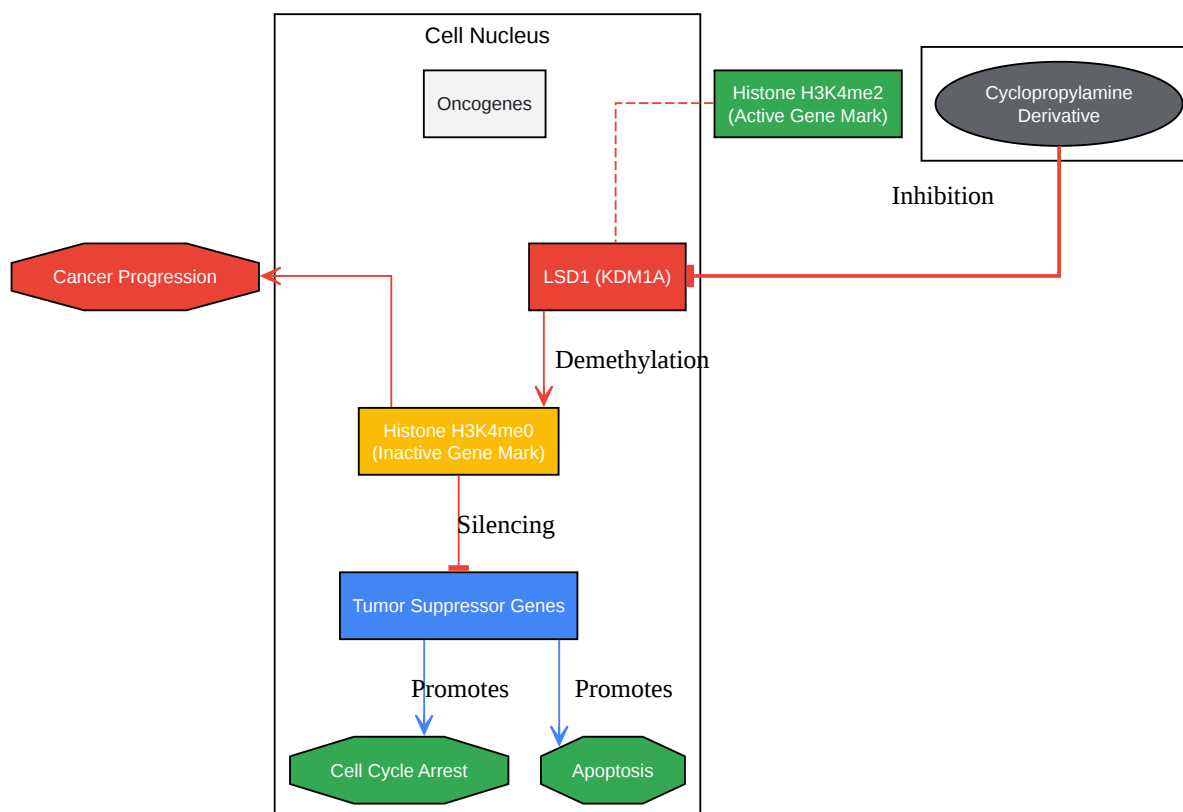 Cell Nucleus
Oncogenes
Histone H3K4me2
(Active Gene Mark)
Cyclopropylamine
Derivative
Inhibition
Cancer Progression
LSD1 (KDM1A)
Demethylation
Histone H3K4me0
(Inactive Gene Mark)
Silencing
Tumor Suppressor Genes
Promotes
Promotes
Cell Cycle Arrest
Apoptosis